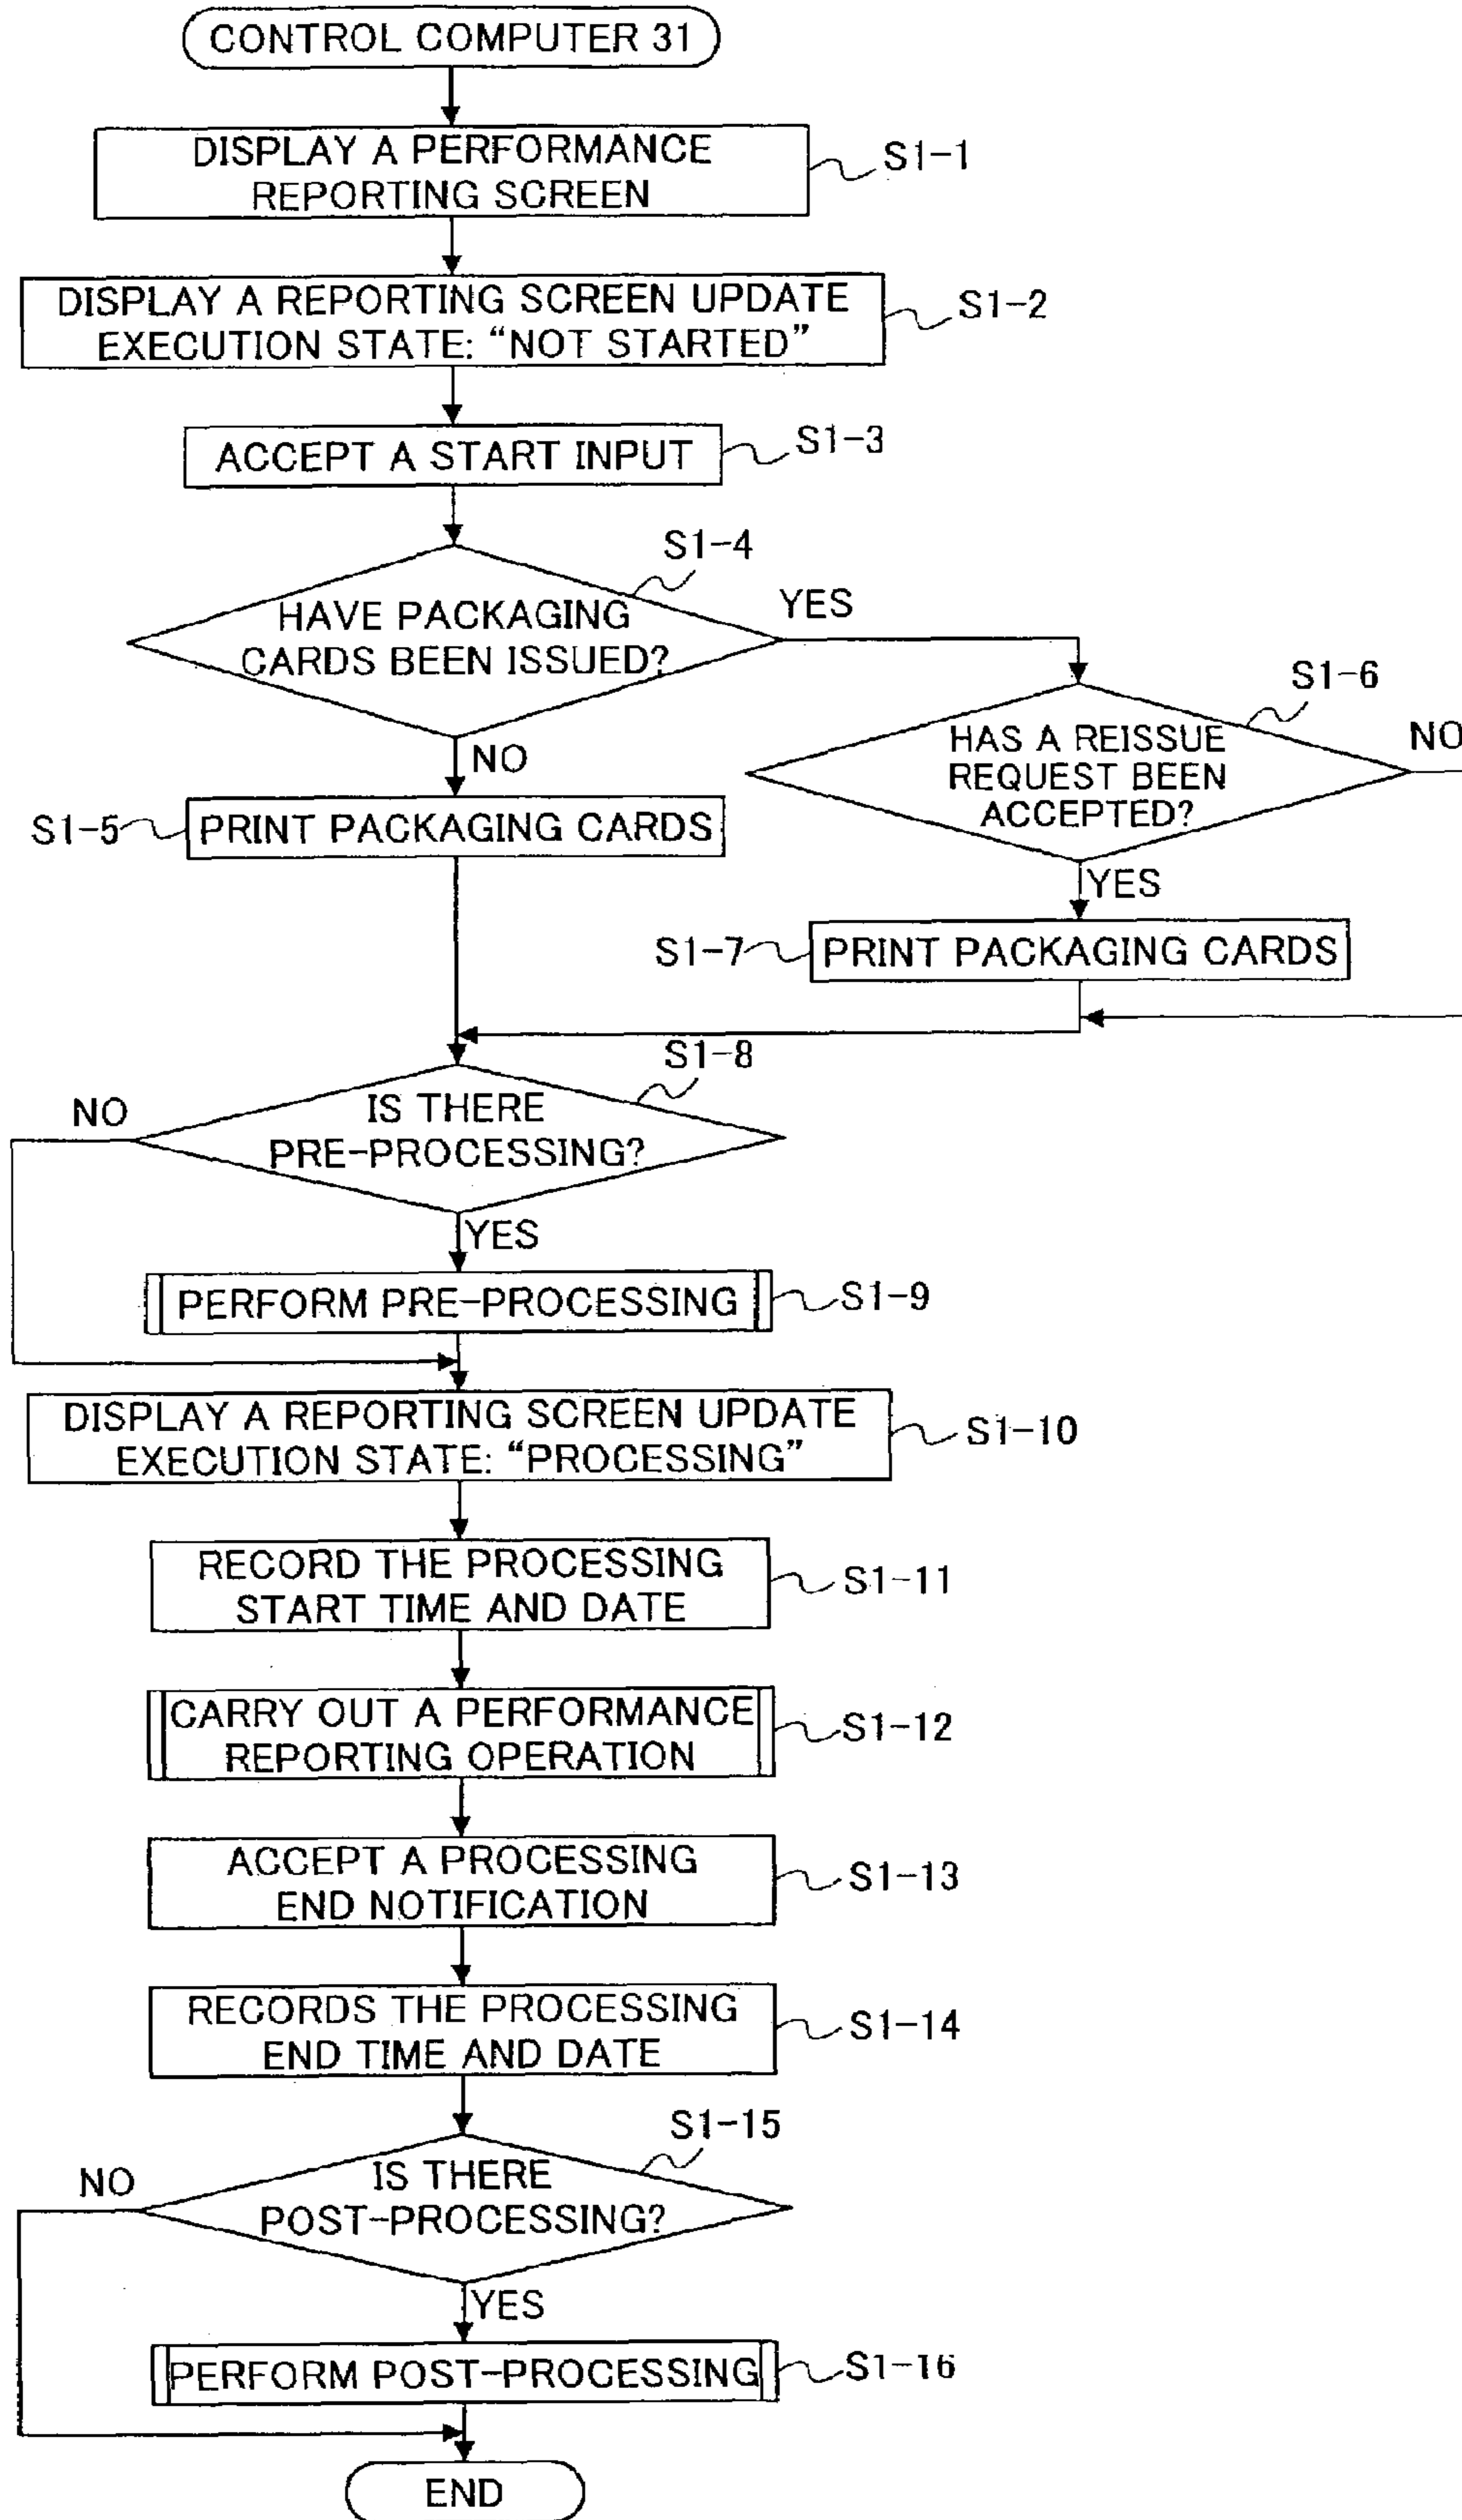 CONTROL COMPUTER 31
DISPLAY A PERFORMANCE
REPORTING SCREEN
S1-1
DISPLAY A REPORTING SCREEN UPDATE
EXECUTION STATE: “NOT STARTED”
S1-2
ACCEPT A START INPUT
S1-3
S1-4
HAVE PACKAGING
CARDS BEEN ISSUED?
YES
NO
S1-6
HAS A REISSUE
REQUEST BEEN
ACCEPTED?
NO
YES
S1-5
PRINT PACKAGING CARDS
S1-7
PRINT PACKAGING CARDS
S1-8
IS THERE
PRE-PROCESSING?
NO
YES
PERFORM PRE-PROCESSING
S1-9
DISPLAY A REPORTING SCREEN UPDATE
EXECUTION STATE: “PROCESSING”
S1-10
RECORD THE PROCESSING
START TIME AND DATE
S1-11
CARRY OUT A PERFORMANCE
REPORTING OPERATION
S1-12
ACCEPT A PROCESSING
END NOTIFICATION
S1-13
RECORDS THE PROCESSING
END TIME AND DATE
S1-14
S1-15
IS THERE
POST-PROCESSING?
NO
YES
PERFORM POST-PROCESSING
S1-16
END